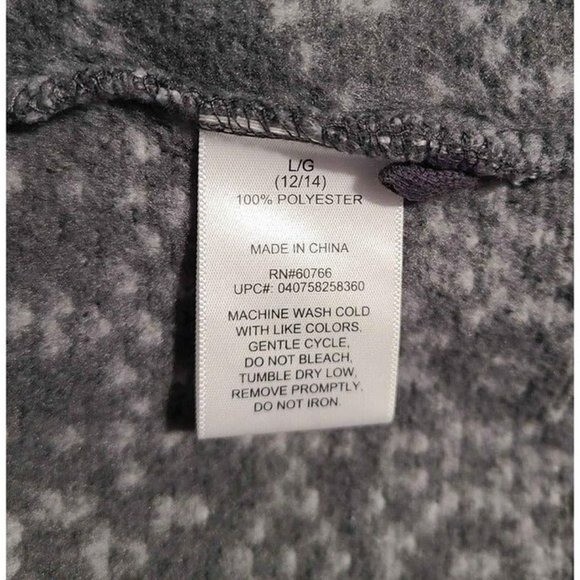 L/G
(12/14)
100% POLYESTER
MADE IN CHINA
RN#60766
UPC#: 040758258360
MACHINE WASH COLD
WITH LIKE COLORS.
GENTLE CYCLE,
DO NOT BLEACH,
TUMBLE DRY LOW,
REMOVE PROMPTLY.
DO NOT IRON.